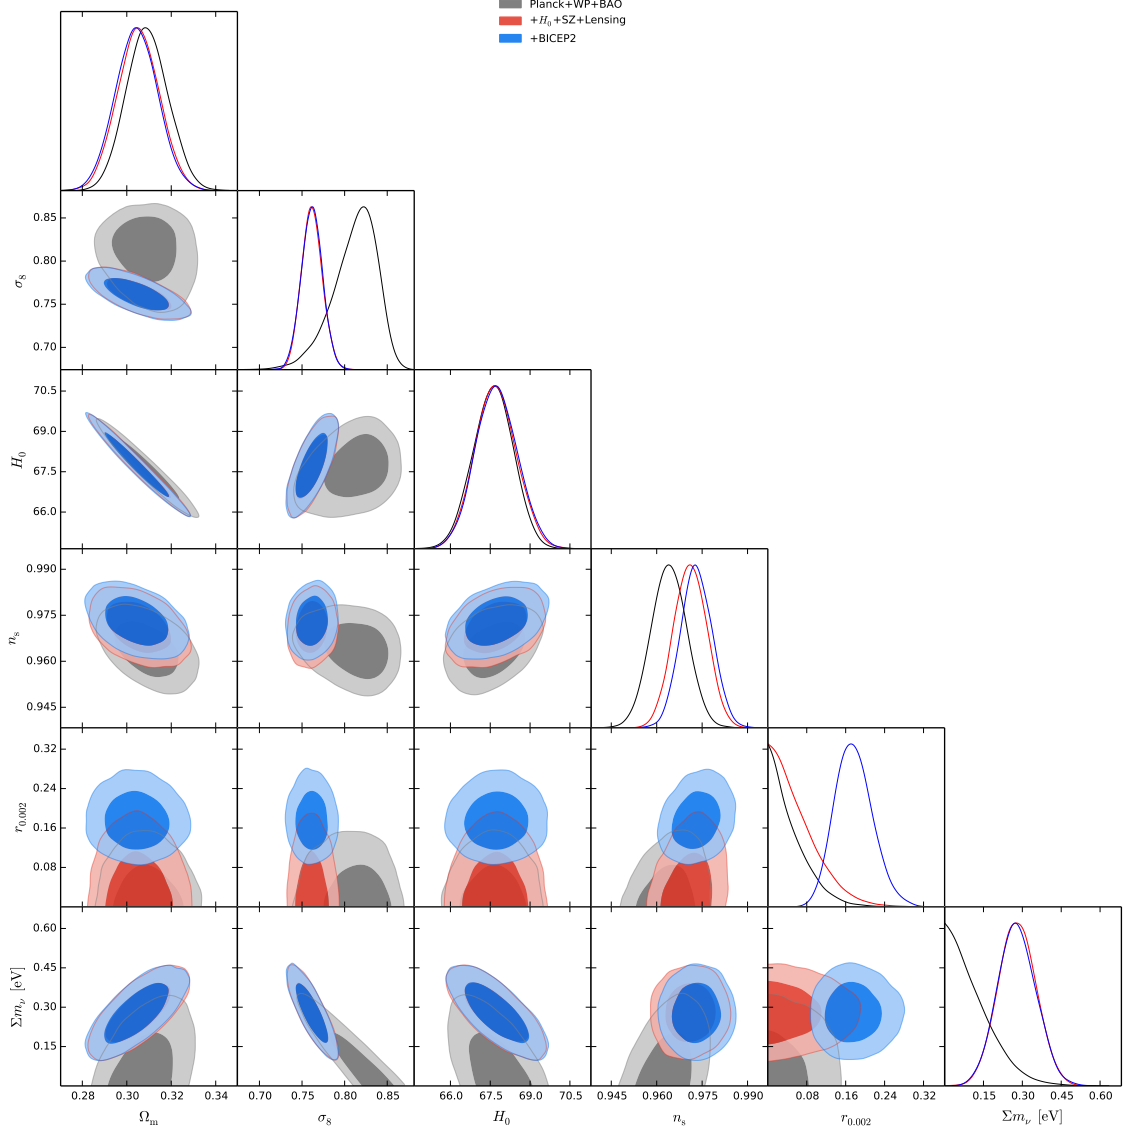 Planck+WP+BAO
+H₀+SZ+Lensing
+BICEP2
0.85
0.80
0.75
0.70
σ₈
70.5
69.0
67.5
66.0
H₀
0.990
0.975
0.960
0.945
nₛ
0.32
0.24
0.16
0.08
r₀.₀₀₂
0.60
0.45
0.30
0.15
Σmν [eV]
0.28 0.30 0.32 0.34
0.70 0.75 0.80 0.85
66.0 67.5 69.0 70.5
0.945 0.960 0.975 0.990
0.08 0.16 0.24 0.32
0.15 0.30 0.45 0.60
Ωm σ₈ H₀ nₛ r₀.₀₀₂ Σmν [eV]